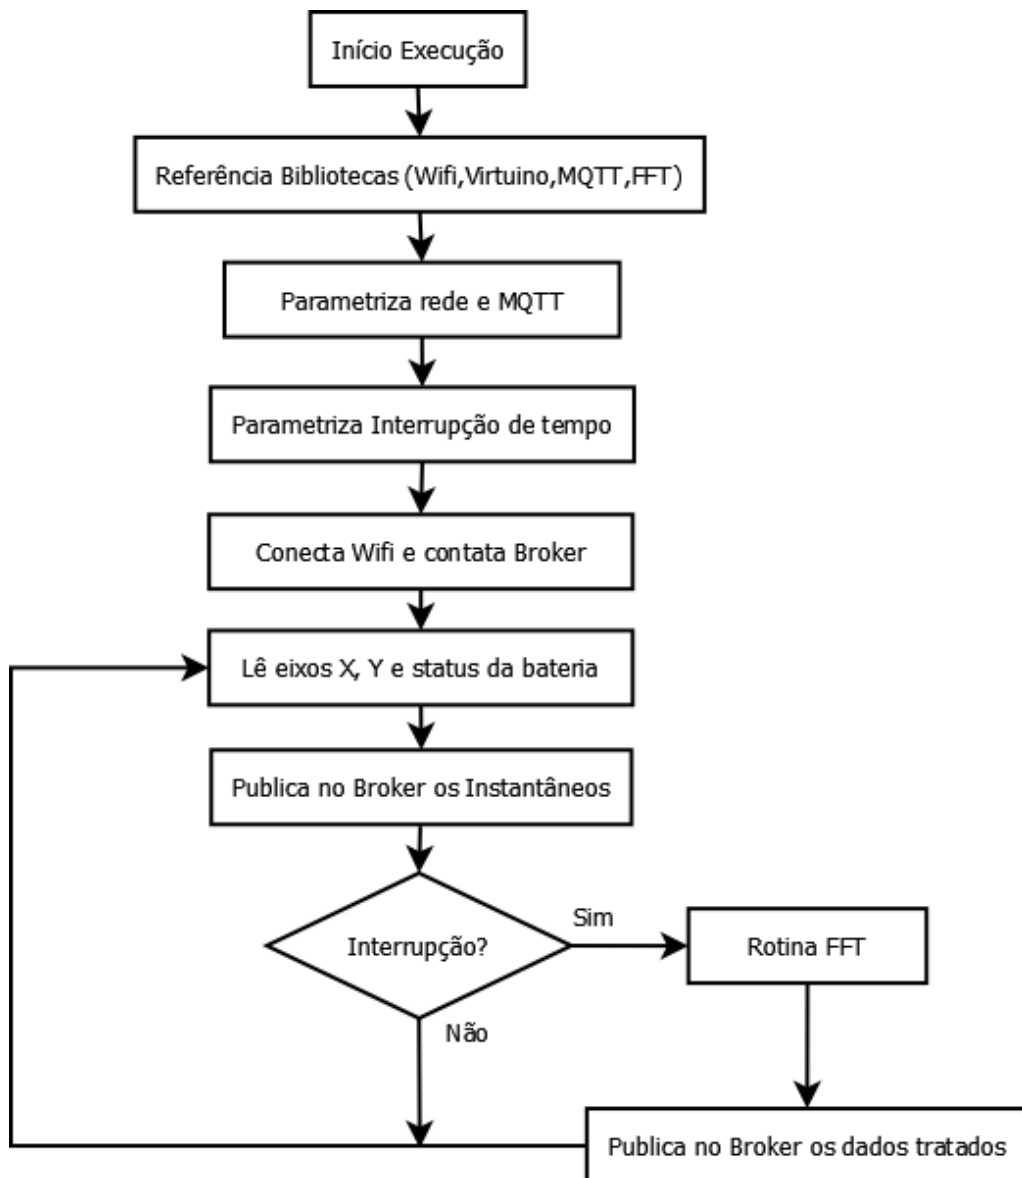 Início Execução
Referência Bibliotecas (Wifi,Virtuino,MQTT,FFT)
Parametriza rede e MQTT
Parametriza Interrupção de tempo
Conecta Wifi e contata Broker
Lê eixos X, Y e status da bateria
Publica no Broker os Instantâneos
Interrupção?
Sim
Rotina FFT
Não
Publica no Broker os dados tratados